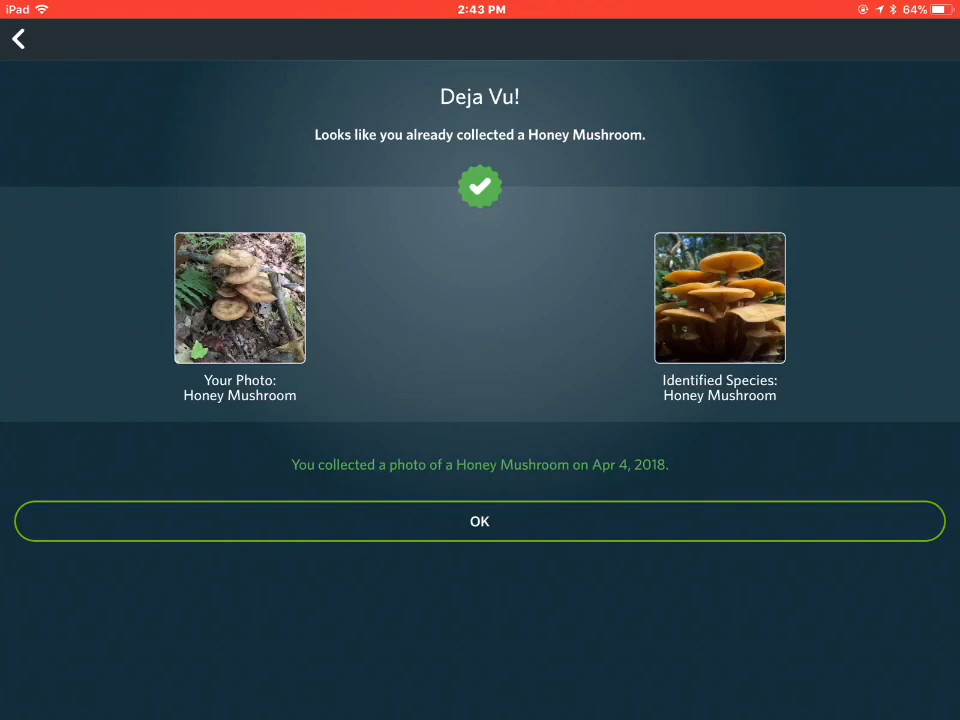 iPad 2:43 PM 64%
Deja Vu!
Looks like you already collected a Honey Mushroom.
Your Photo:
Honey Mushroom
Identified Species:
Honey Mushroom
You collected a photo of a Honey Mushroom on Apr 4, 2018.
OK